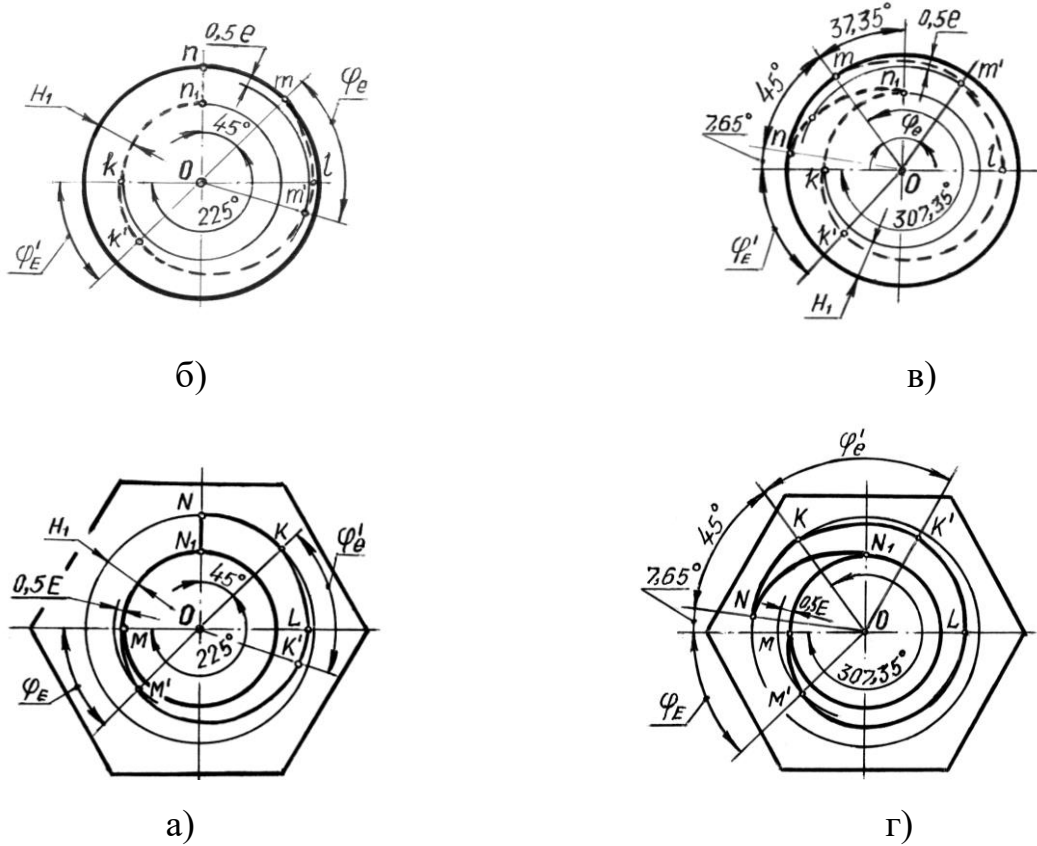 n
0,5e
m
φe
H₁
n₁
45°
k
O
l
225°
m'
k'
φ'E
б)
37,35°
0,5e
m
n₁
m'
45°
φe
7,65°
n
k
O
l
307,35°
k'
φ'E
H₁
в)
N
K
H₁
N₁
φ'e
45°
0,5E
O
M
L
225°
K'
M'
φE
а)
φ'e
45°
K
K'
N₁
7,65°
N
0,5E
O
M
L
307,35°
M'
φE
г)